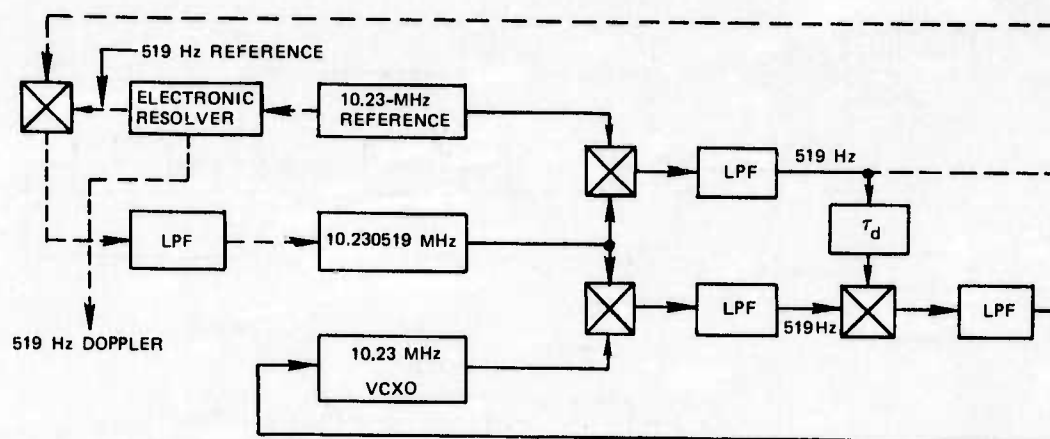 519 Hz REFERENCE
ELECTRONIC
RESOLVER
10.23-MHz
REFERENCE
LPF
519 Hz
τd
LPF
10.230519 MHz
LPF
519Hz
LPF
519 Hz DOPPLER
10.23 MHz
VCXO